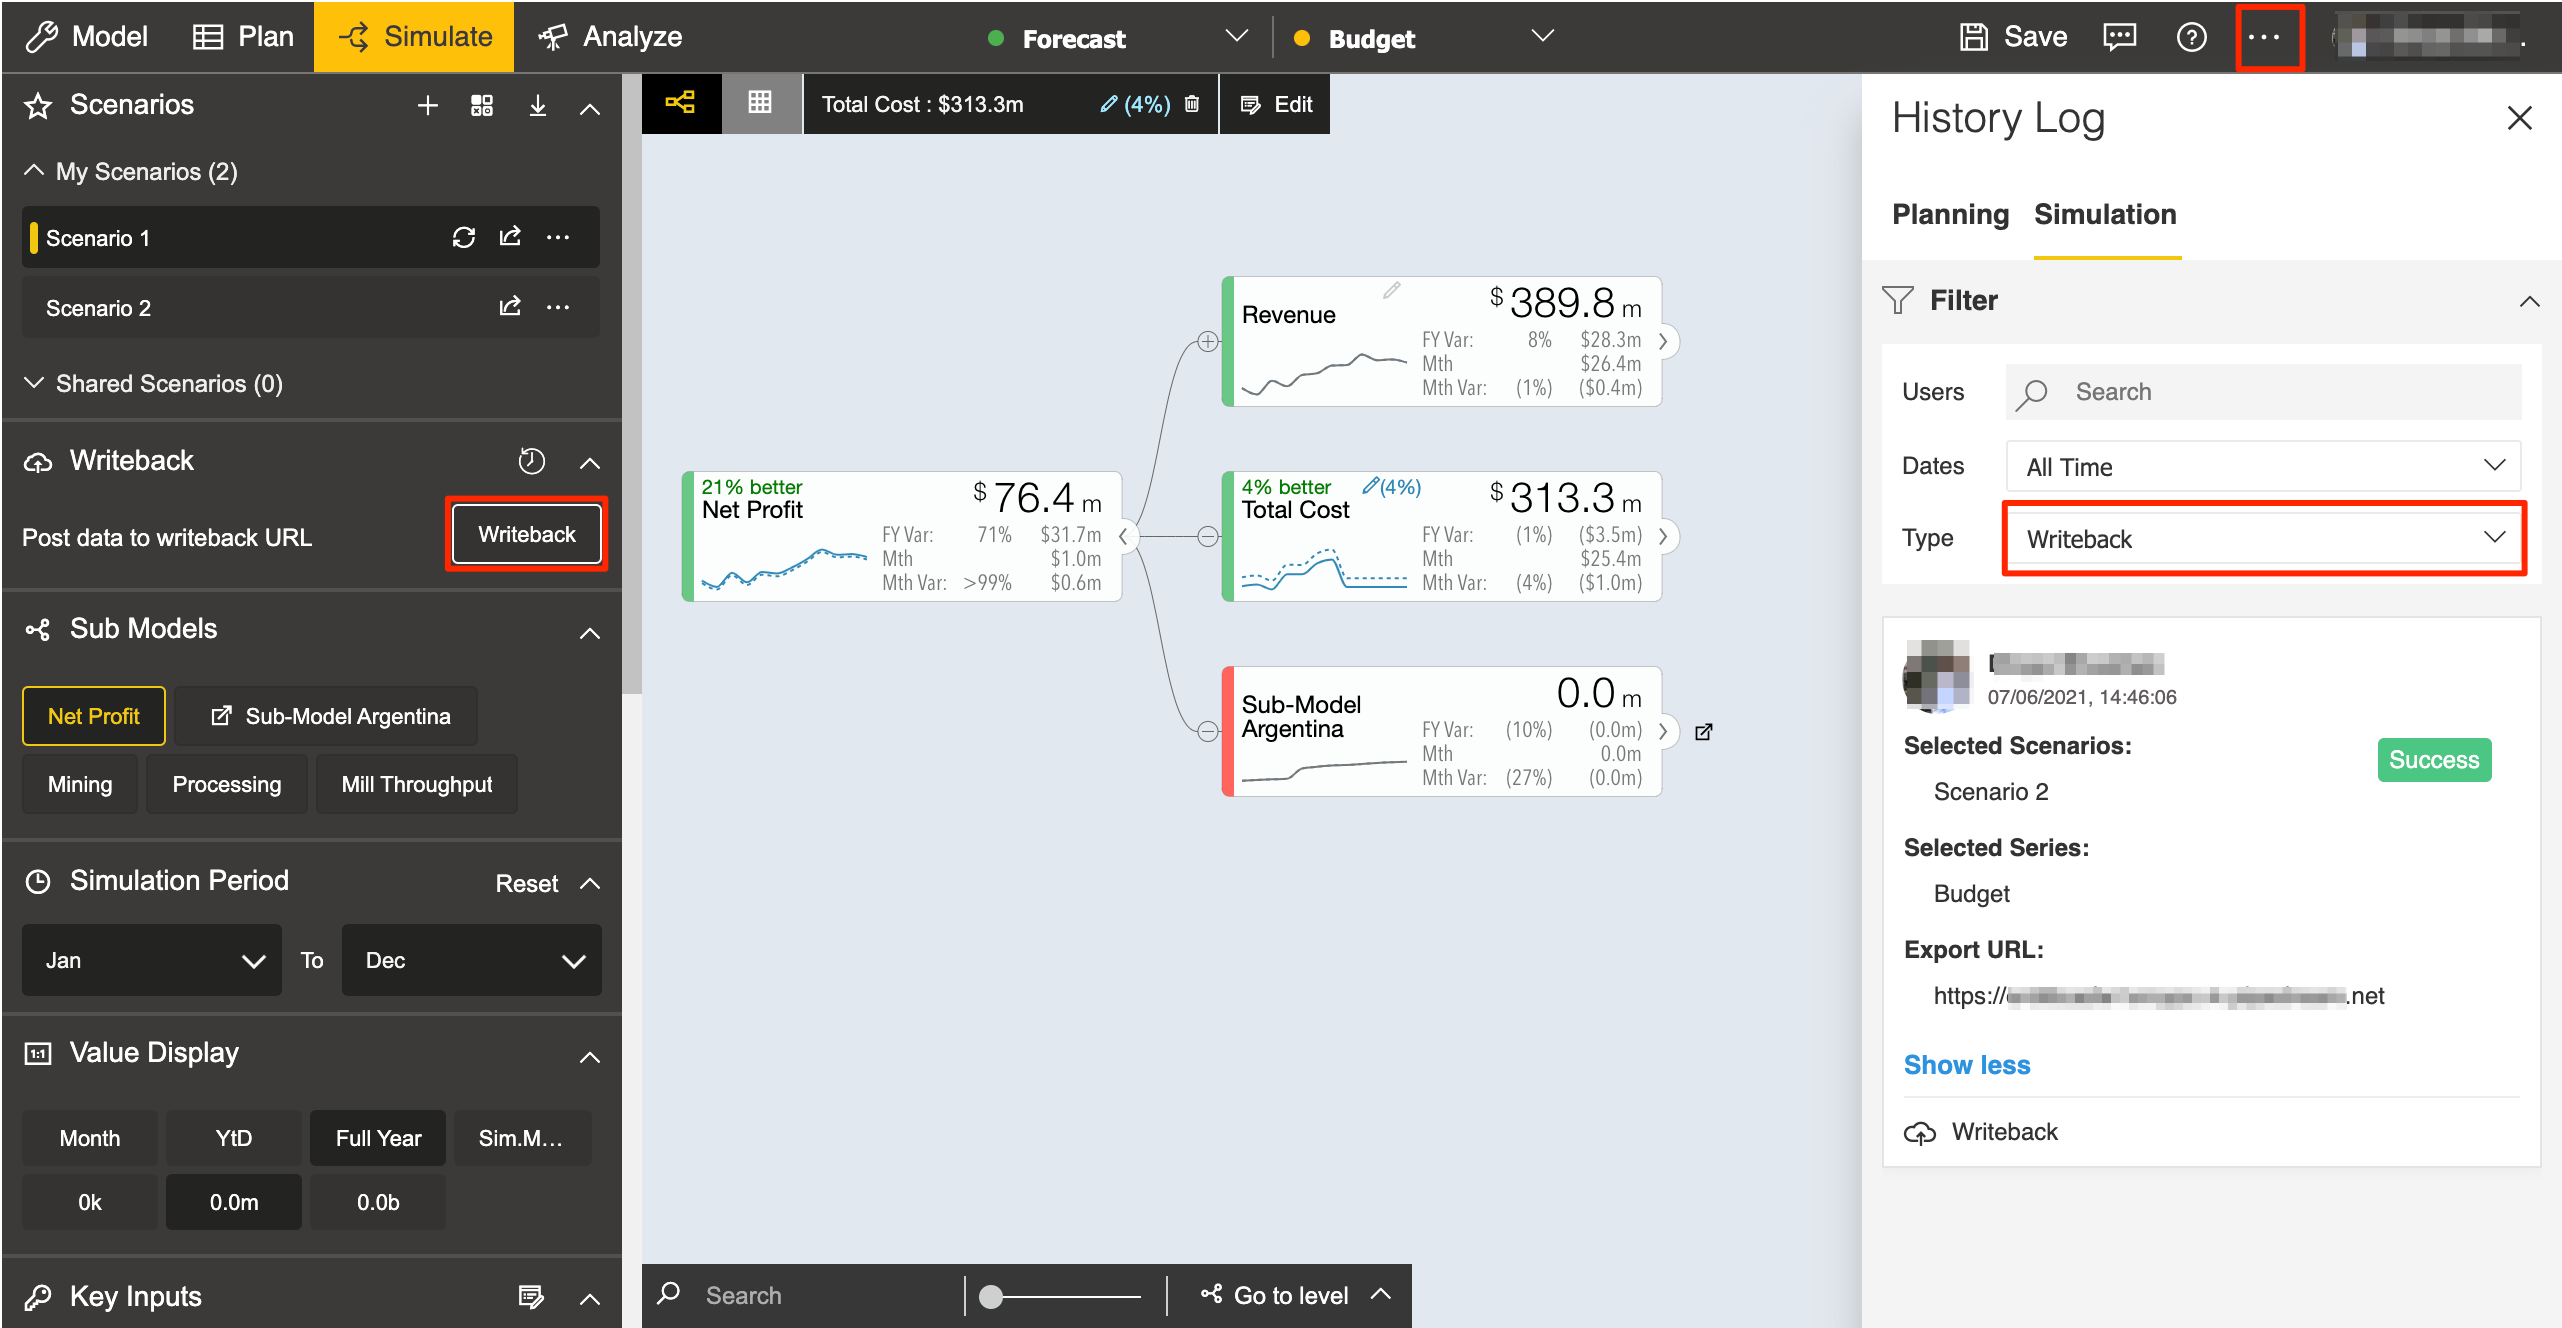 Model Plan Simulate Analyze Forecast Budget Save
Scenarios
My Scenarios (2)
Scenario 1
Scenario 2
Shared Scenarios (0)
Writeback
Post data to writeback URL Writeback
Sub Models
Net Profit Sub-Model Argentina
Mining Processing Mill Throughput
Simulation Period Reset
Jan To Dec
Value Display
Month YtD Full Year Sim.M...
0k 0.0m 0.0b
Key Inputs
Total Cost : $313.3m (4%) Edit
Revenue $ 389.8 m
FY Var: 8% $28.3m
Mth $26.4m
Mth Var: (1%) ($0.4m)
21% better
Net Profit $ 76.4 m
FY Var: 71% $31.7m
Mth $1.0m
Mth Var: >99% $0.6m
4% better (4%)
Total Cost $ 313.3 m
FY Var: (1%) ($3.5m)
Mth $25.4m
Mth Var: (4%) ($1.0m)
Sub-Model
Argentina 0.0 m
FY Var: (10%) (0.0m)
Mth 0.0m
Mth Var: (27%) (0.0m)
Search Go to level
History Log
Planning Simulation
Filter
Users Search
Dates All Time
Type Writeback
07/06/2021, 14:46:06
Selected Scenarios:
Success
Scenario 2
Selected Series:
Budget
Export URL:
https:// .net
Show less
Writeback